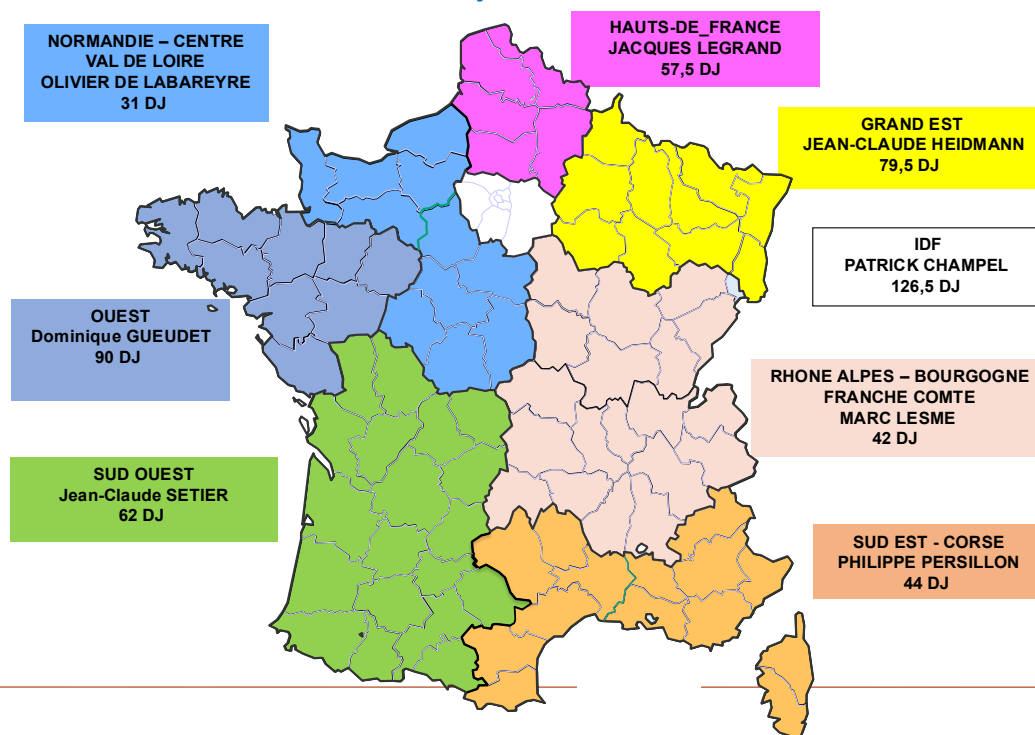 NORMANDIE – CENTRE
VAL DE LOIRE
OLIVIER DE LABAREYRE
31 DJ
HAUTS-DE_FRANCE
JACQUES LEGRAND
57,5 DJ
GRAND EST
JEAN-CLAUDE HEIDMANN
79,5 DJ
IDF
PATRICK CHAMPEL
126,5 DJ
OUEST
Dominique GUEUDET
90 DJ
RHONE ALPES – BOURGOGNE
FRANCHE COMTE
MARC LESME
42 DJ
SUD OUEST
Jean-Claude SETIER
62 DJ
SUD EST - CORSE
PHILIPPE PERSILLON
44 DJ